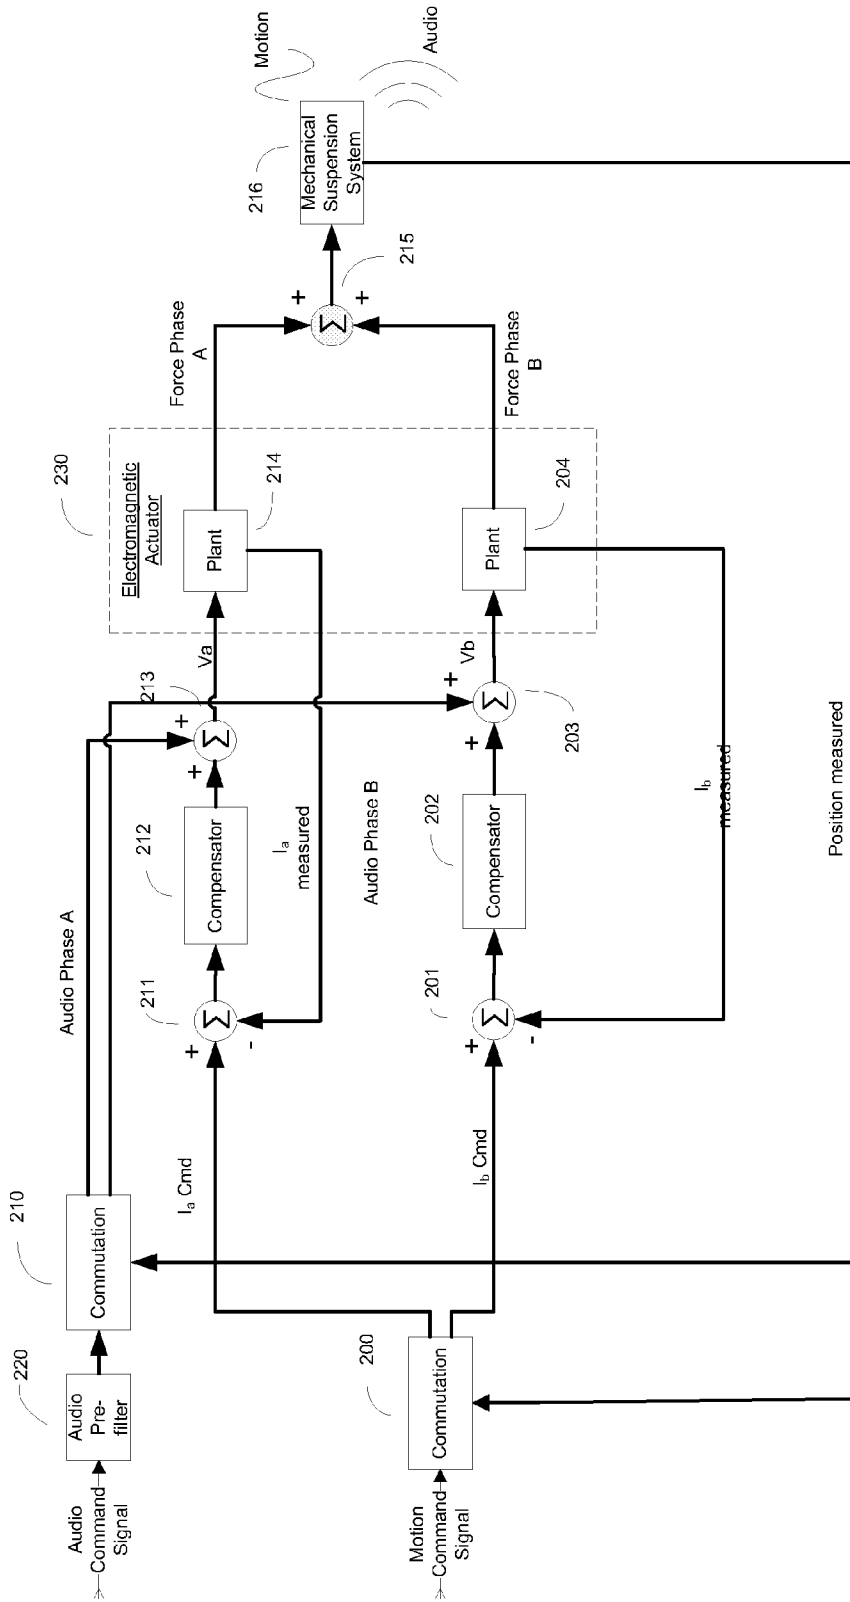 Audio
Command
Signal
220
Audio
Pre-
filter
210
Commutation
Audio Phase A
Motion
Command
Signal
200
Commutation
Ia Cmd
Ib Cmd
211
Σ
+
-
212
Compensator
213
Σ
+
+
Va
Ia
measured
Audio Phase B
201
Σ
+
-
202
Compensator
203
Σ
+
+
Vb
Ib
measured
230
Electromagnetic
Actuator
214
Plant
204
Plant
Force Phase
A
Force Phase
B
215
Σ
+
+
216
Mechanical
Suspension
System
Motion
Audio
Position measured